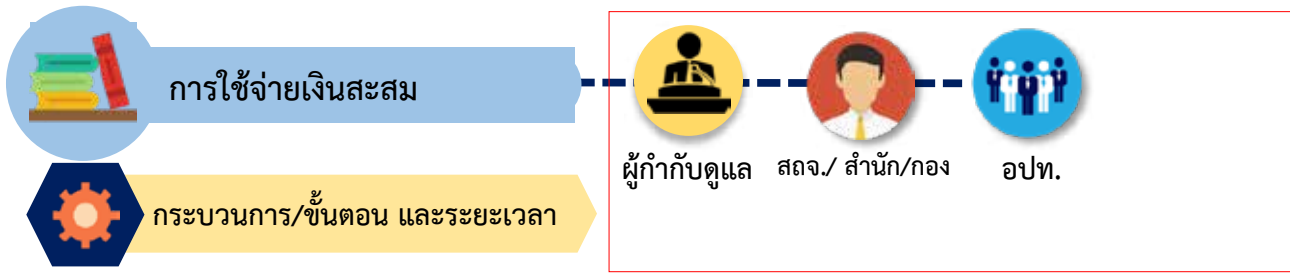 การใช้จ่ายเงินสะสม
ผู้กำกับดูแล
สถจ./ สำนัก/กอง
อปท.
กระบวนการ/ขั้นตอน และระยะเวลา